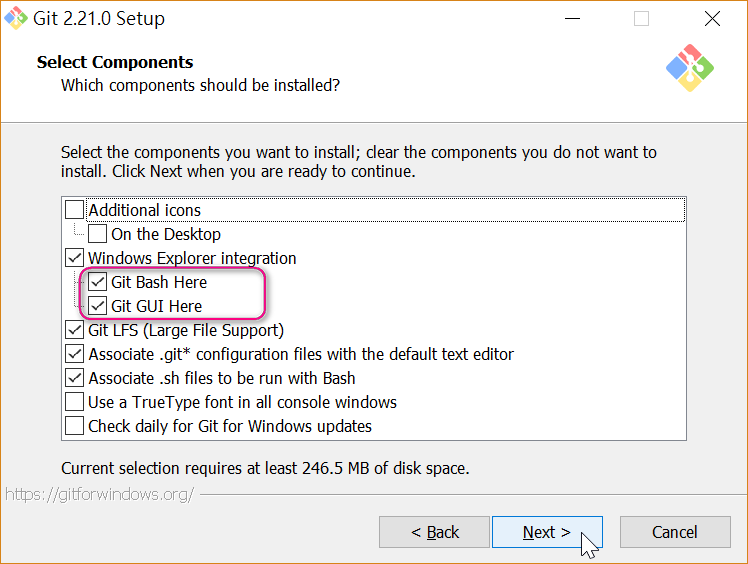 Git 2.21.0 Setup
Select Components
Which components should be installed?
Select the components you want to install; clear the components you do not want to
install. Click Next when you are ready to continue.
Additional icons
On the Desktop
Windows Explorer integration
Git Bash Here
Git GUI Here
Git LFS (Large File Support)
Associate .git* configuration files with the default text editor
Associate .sh files to be run with Bash
Use a TrueType font in all console windows
Check daily for Git for Windows updates
Current selection requires at least 246.5 MB of disk space.
https://gitforwindows.org/
< Back
Next >
Cancel